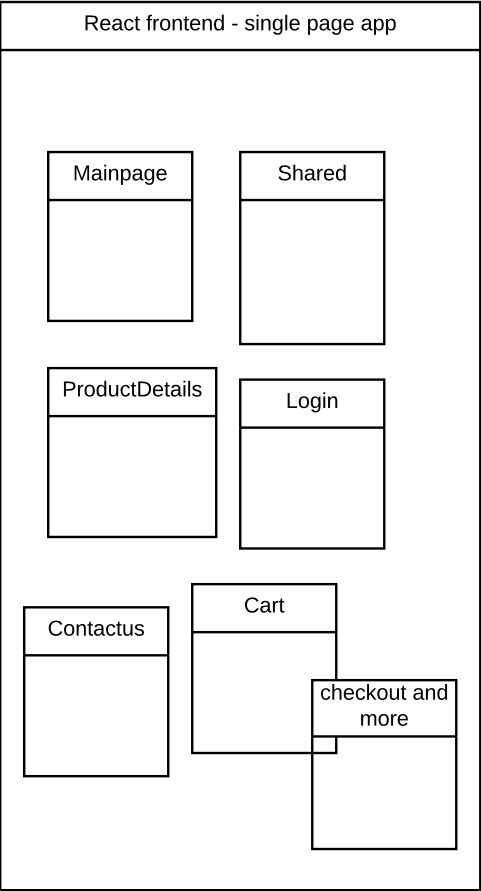 React frontend - single page app
Mainpage
Shared
ProductDetails
Login
Cart
Contactus
checkout and
more